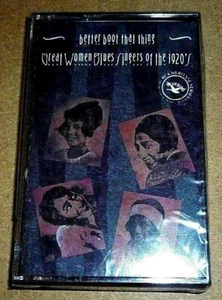 better boot that thing
Great Women Blues Singers of the 1920's